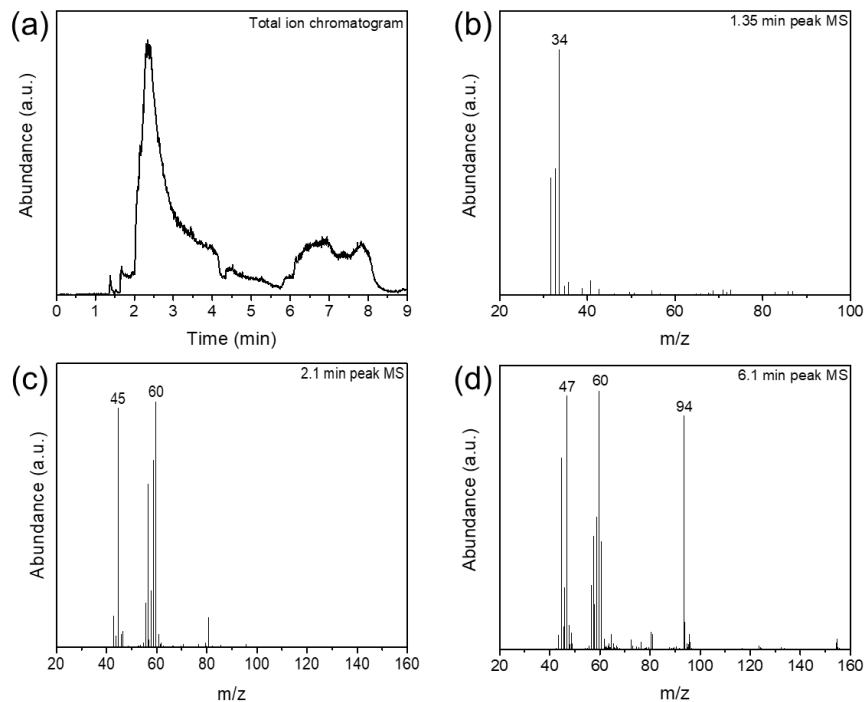 (a)
Total ion chromatogram
Abundance (a.u.)
0 1 2 3 4 5 6 7 8 9
Time (min)
(b)
1.35 min peak MS
34
Abundance (a.u.)
20 40 60 80 100
m/z
(c)
2.1 min peak MS
45 60
Abundance (a.u.)
20 40 60 80 100 120 140 160
m/z
(d)
6.1 min peak MS
47 60 94
Abundance (a.u.)
20 40 60 80 100 120 140 160
m/z